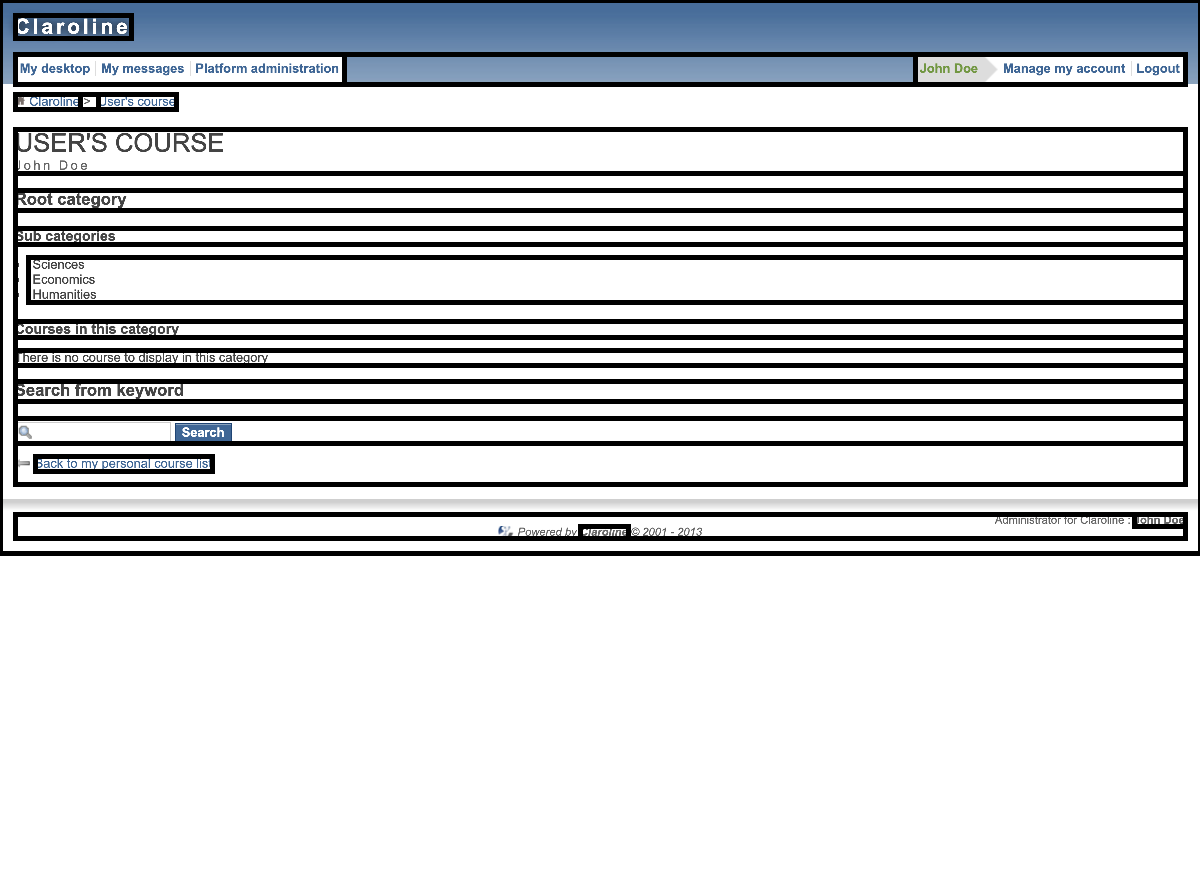 Claroline
My desktop My messages Platform administration John Doe Manage my account Logout
Claroline > User's course
USER'S COURSE
John Doe
Root category
Sub categories
Sciences
Economics
Humanities
Courses in this category
There is no course to display in this category
Search from keyword
Search
Back to my personal course list
Administrator for Claroline : John Doe
Powered by Claroline © 2001 - 2013